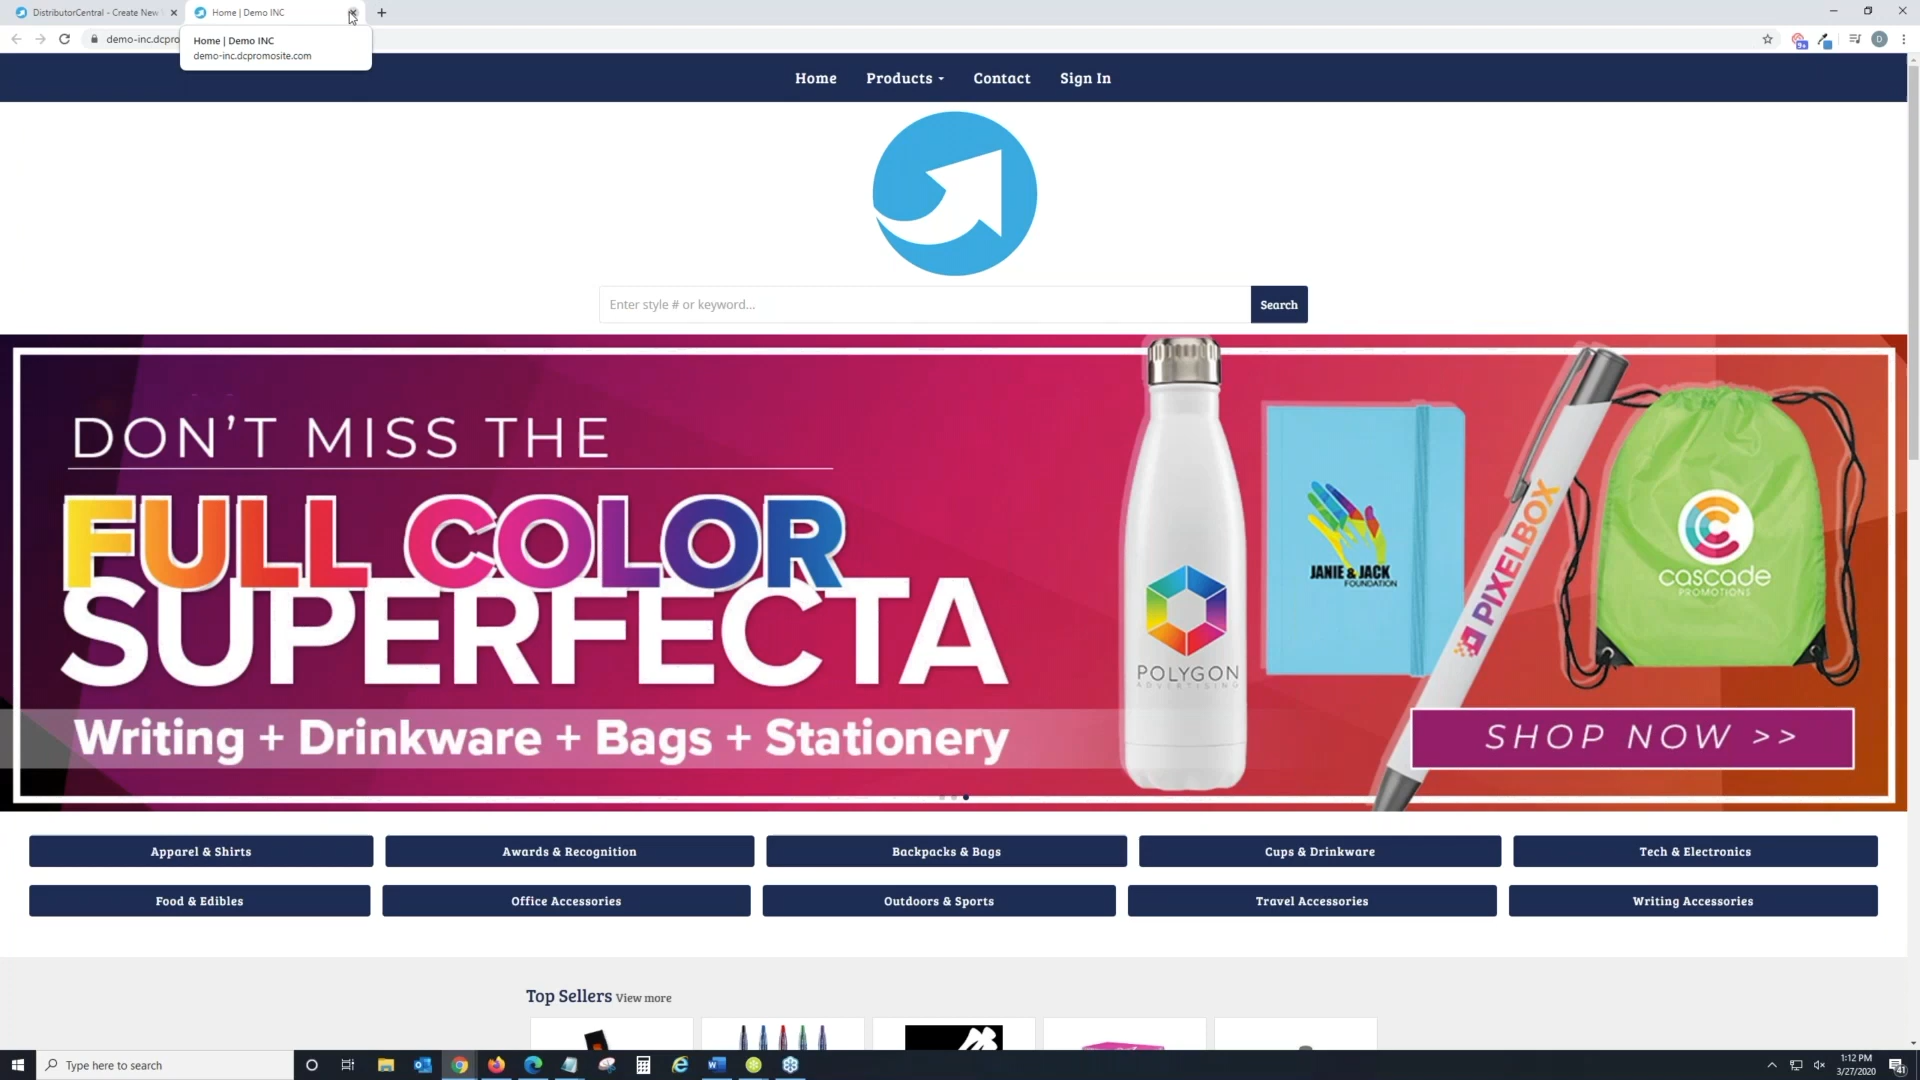 DistributorCentral - Create New
Home | Demo INC
demo-inc.dcpro
Home | Demo INC
demo-inc.dcpromosite.com
9+
D
Home Products Contact Sign In
Enter style # or keyword...
Search
DON'T MISS THE
FULL COLOR
SUPERFECTA
Writing + Drinkware + Bags + Stationery
POLYGON
ADVERTISING
JANIE & JACK
FOUNDATION
PIXELBOX
cascade
PROMOTIONS
SHOP NOW >>
Apparel & Shirts
Awards & Recognition
Backpacks & Bags
Cups & Drinkware
Tech & Electronics
Food & Edibles
Office Accessories
Outdoors & Sports
Travel Accessories
Writing Accessories
Top Sellers View more
Type here to search
1:12 PM
3/27/2020
41